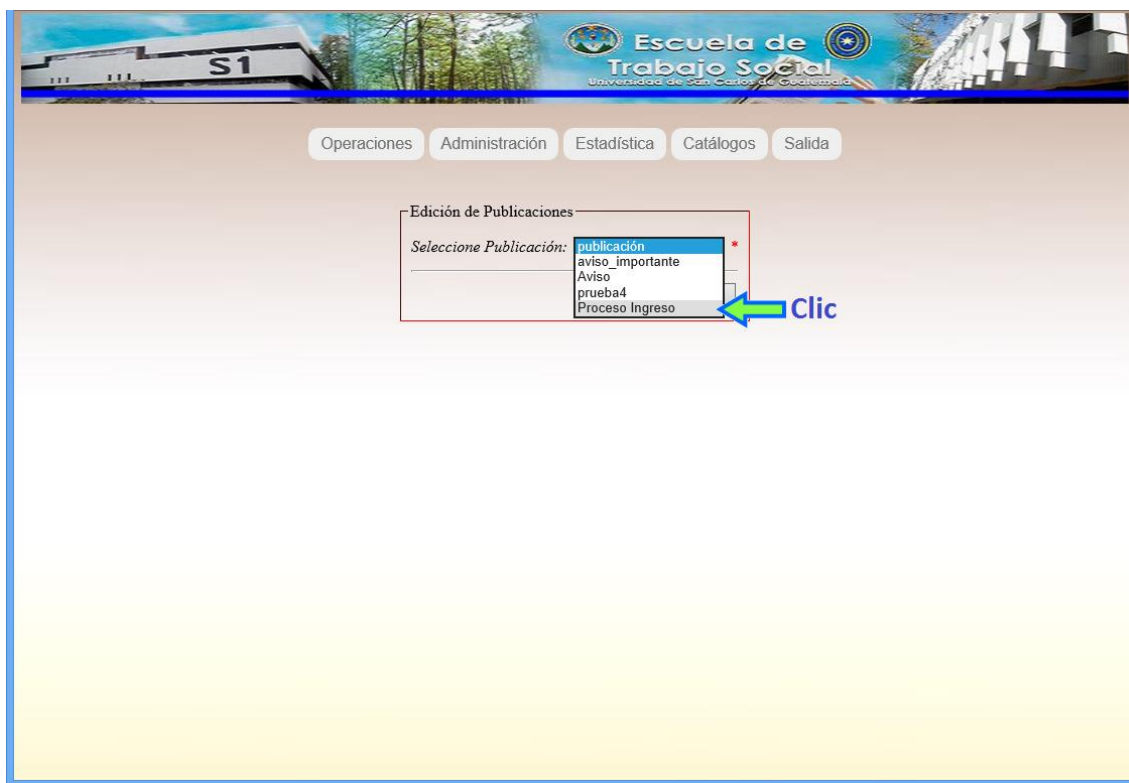 S1
Escuela de
Trabajo Social
Universidad de San Carlos de Guatemala
Operaciones Administración Estadística Catálogos Salida
Edición de Publicaciones
Seleccione Publicación: publicación *
aviso_importante
Aviso
prueba4
Proceso Ingreso Clic